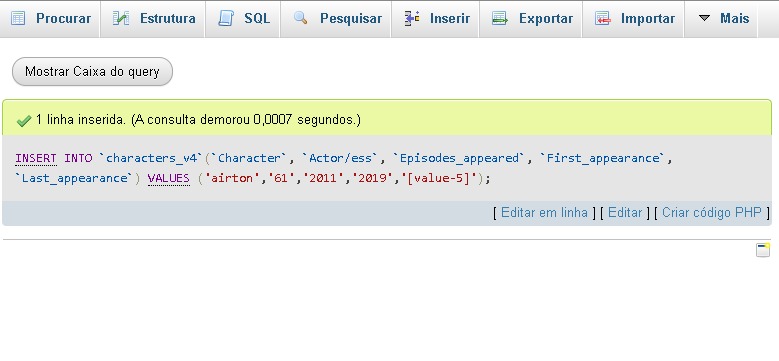 Procurar Estrutura SQL Pesquisar Inserir Exportar Importar Mais
Mostrar Caixa do query
1 linha inserida. (A consulta demorou 0,0007 segundos.)
INSERT INTO `characters_v4`(`Character`, `Actor/ess`, `Episodes_appeared`, `First_appearance`,
`Last_appearance`) VALUES ('airton','61','2011','2019','[value-5]');
[ Editar em linha ] [ Editar ] [ Criar código PHP ]